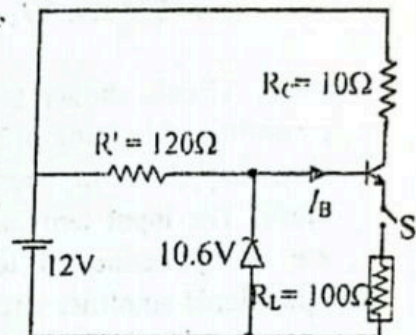 R_C = 10Ω
R' = 120Ω
I_B
S
10.6V
12V
R_L = 100Ω